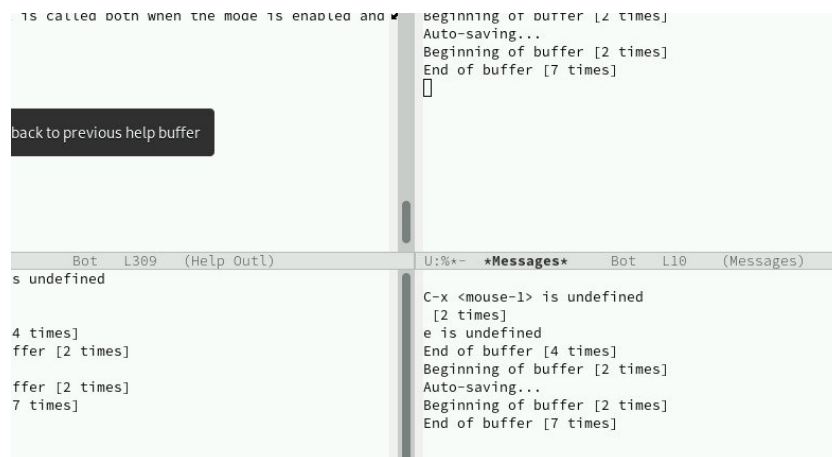 is called both when the mode is enabled and
back to previous help buffer
Bot L309 (Help Outl)
Beginning of buffer [2 times]
Auto-saving...
Beginning of buffer [2 times]
End of buffer [7 times]
U:%*- *Messages* Bot L10 (Messages)
s undefined
4 times]
ffer [2 times]
ffer [2 times]
7 times]
C-x <mouse-1> is undefined
[2 times]
e is undefined
End of buffer [4 times]
Beginning of buffer [2 times]
Auto-saving...
Beginning of buffer [2 times]
End of buffer [7 times]